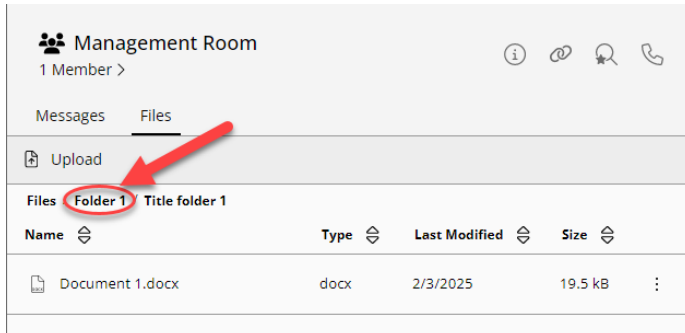 Management Room
1 Member >
Messages Files
Upload
Files / Folder 1 / Title folder 1
Name Type Last Modified Size
Document 1.docx docx 2/3/2025 19.5 kB